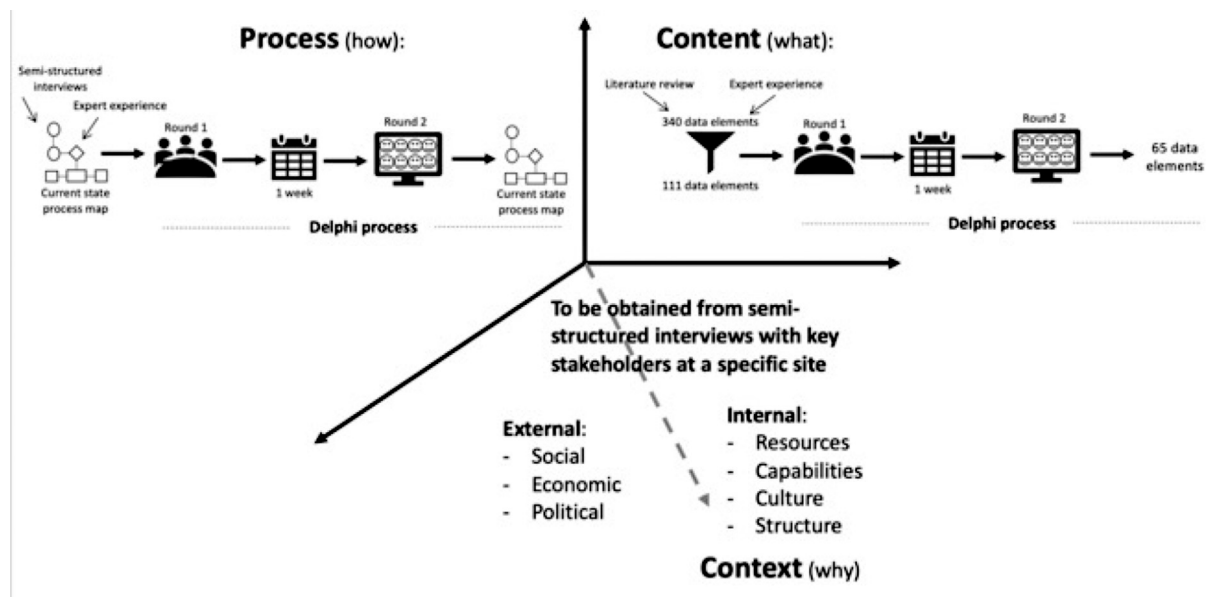 Process (how):
Semi-structured
interviews
Expert experience
Round 1
Round 2
Current state
process map
1 week
Current state
process map
Delphi process
Content (what):
Literature review
Expert experience
340 data elements
111 data elements
Round 1
Round 2
1 week
65 data
elements
Delphi process
To be obtained from semi-
structured interviews with key
stakeholders at a specific site
External:
- Social
- Economic
- Political
Internal:
- Resources
- Capabilities
- Culture
- Structure
Context (why)